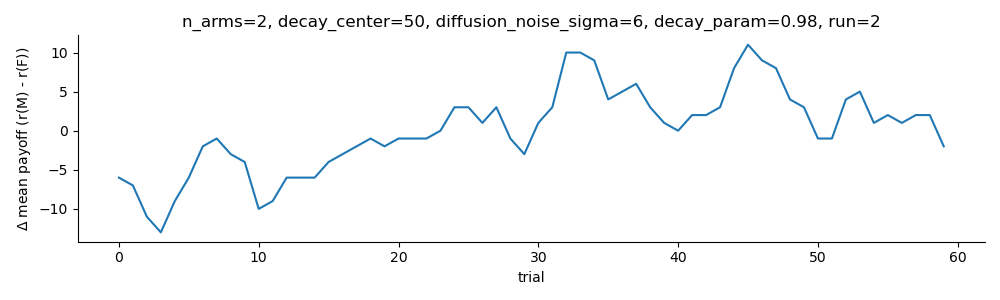 n_arms=2, decay_center=50, diffusion_noise_sigma=6, decay_param=0.98, run=2
Δ mean payoff (r(M) - r(F))
10
5
0
−5
−10
0 10 20 30 40 50 60
trial